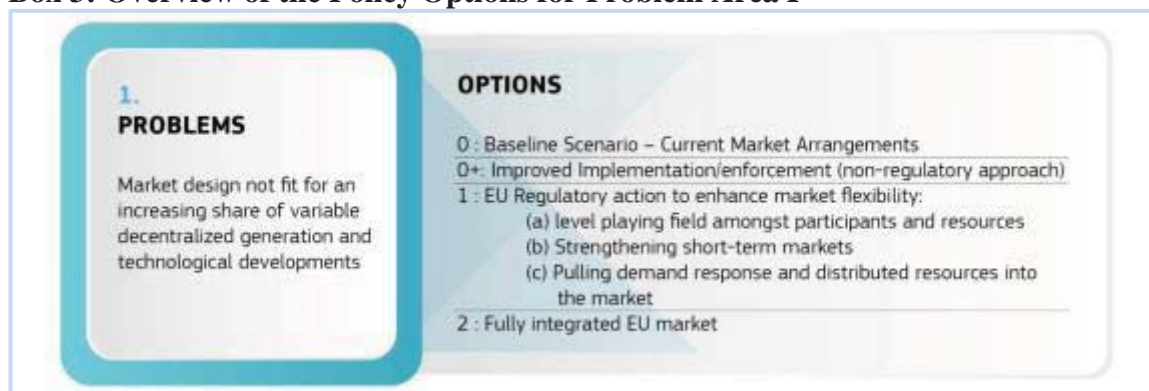 Box 3: Overview of the Policy Options for Problem Area I
1.
PROBLEMS
Market design not fit for an
increasing share of variable
decentralized generation and
technological developments
OPTIONS
0 : Baseline Scenario – Current Market Arrangements
0+: Improved Implementation/enforcement (non-regulatory approach)
1 : EU Regulatory action to enhance market flexibility:
(a) level playing field amongst participants and resources
(b) Strengthening short-term markets
(c) Pulling demand response and distributed resources into
the market
2 : Fully integrated EU market